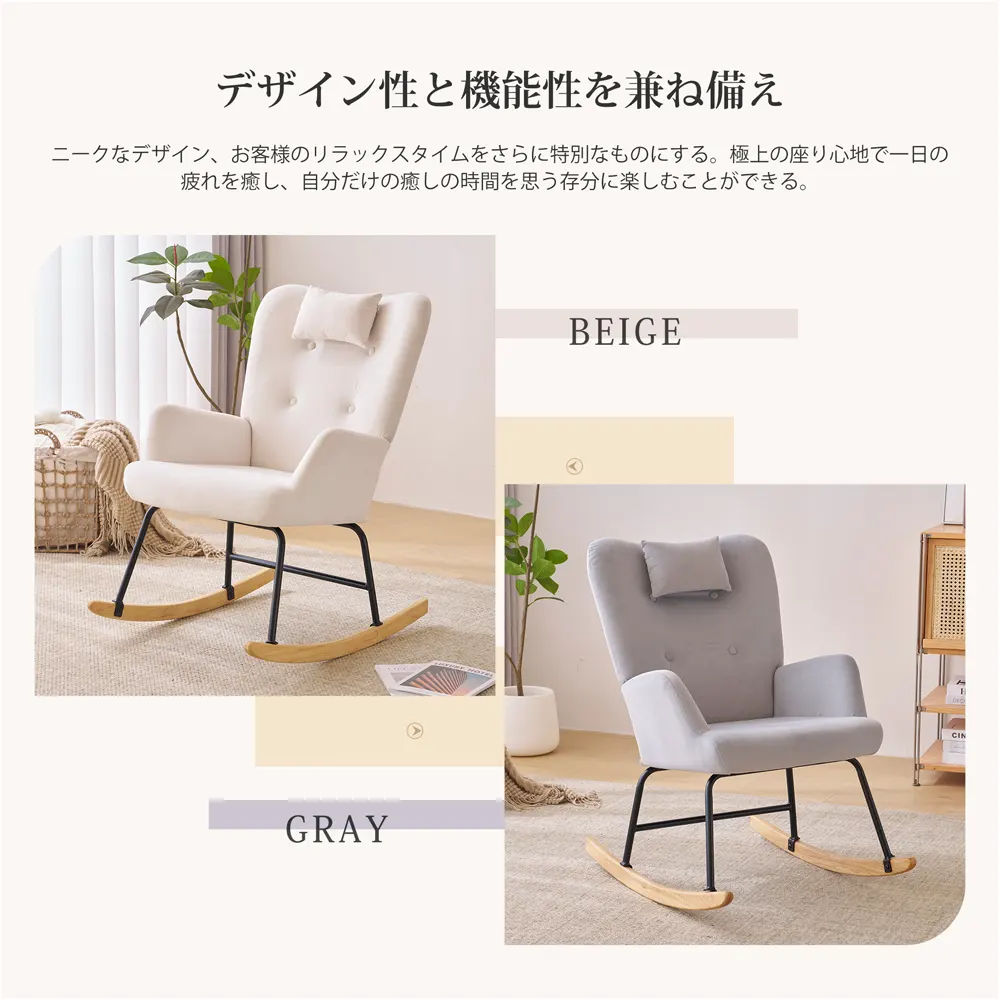 デザイン性と機能性を兼ね備え
ニークなデザイン、お客様のリラックスタイムをさらに特別なものにする。極上の座り心地で一日の
疲れを癒し、自分だけの癒しの時間を思う存分に楽しむことができる。
BEIGE
GRAY
CIN